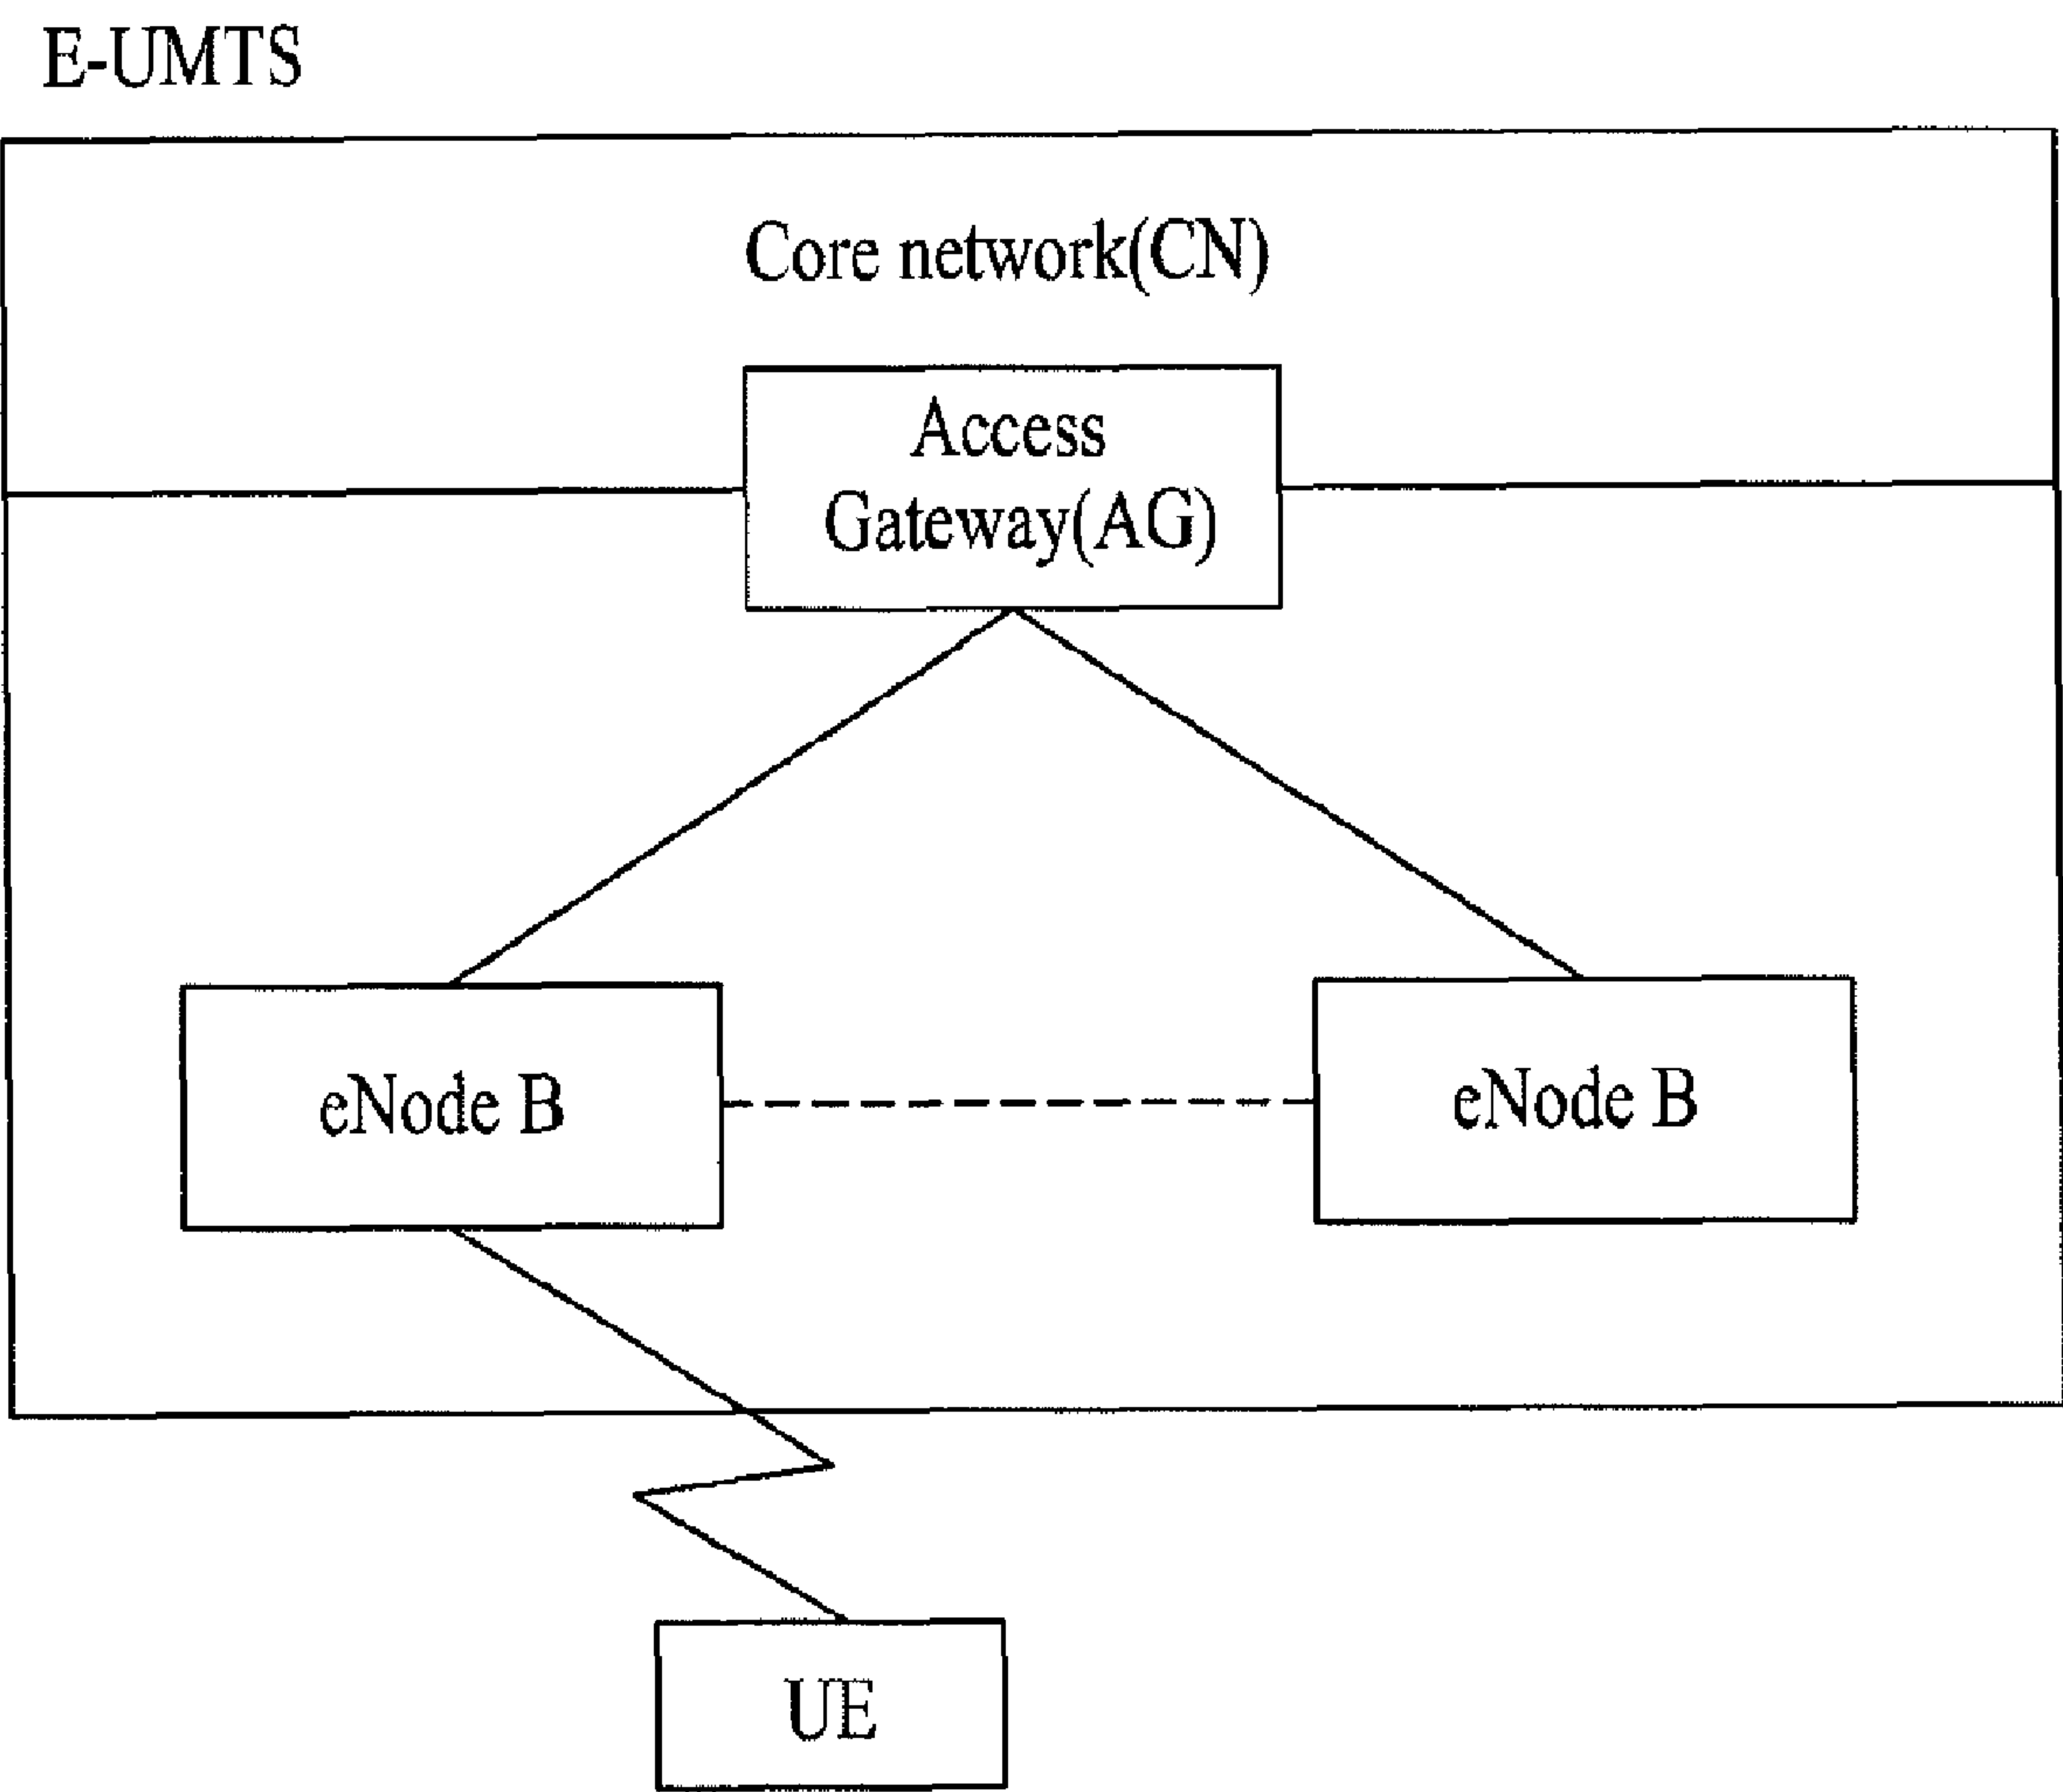 E-UMTS
Core network(CN)
Access
Gateway(AG)
eNode B
eNode B
UE